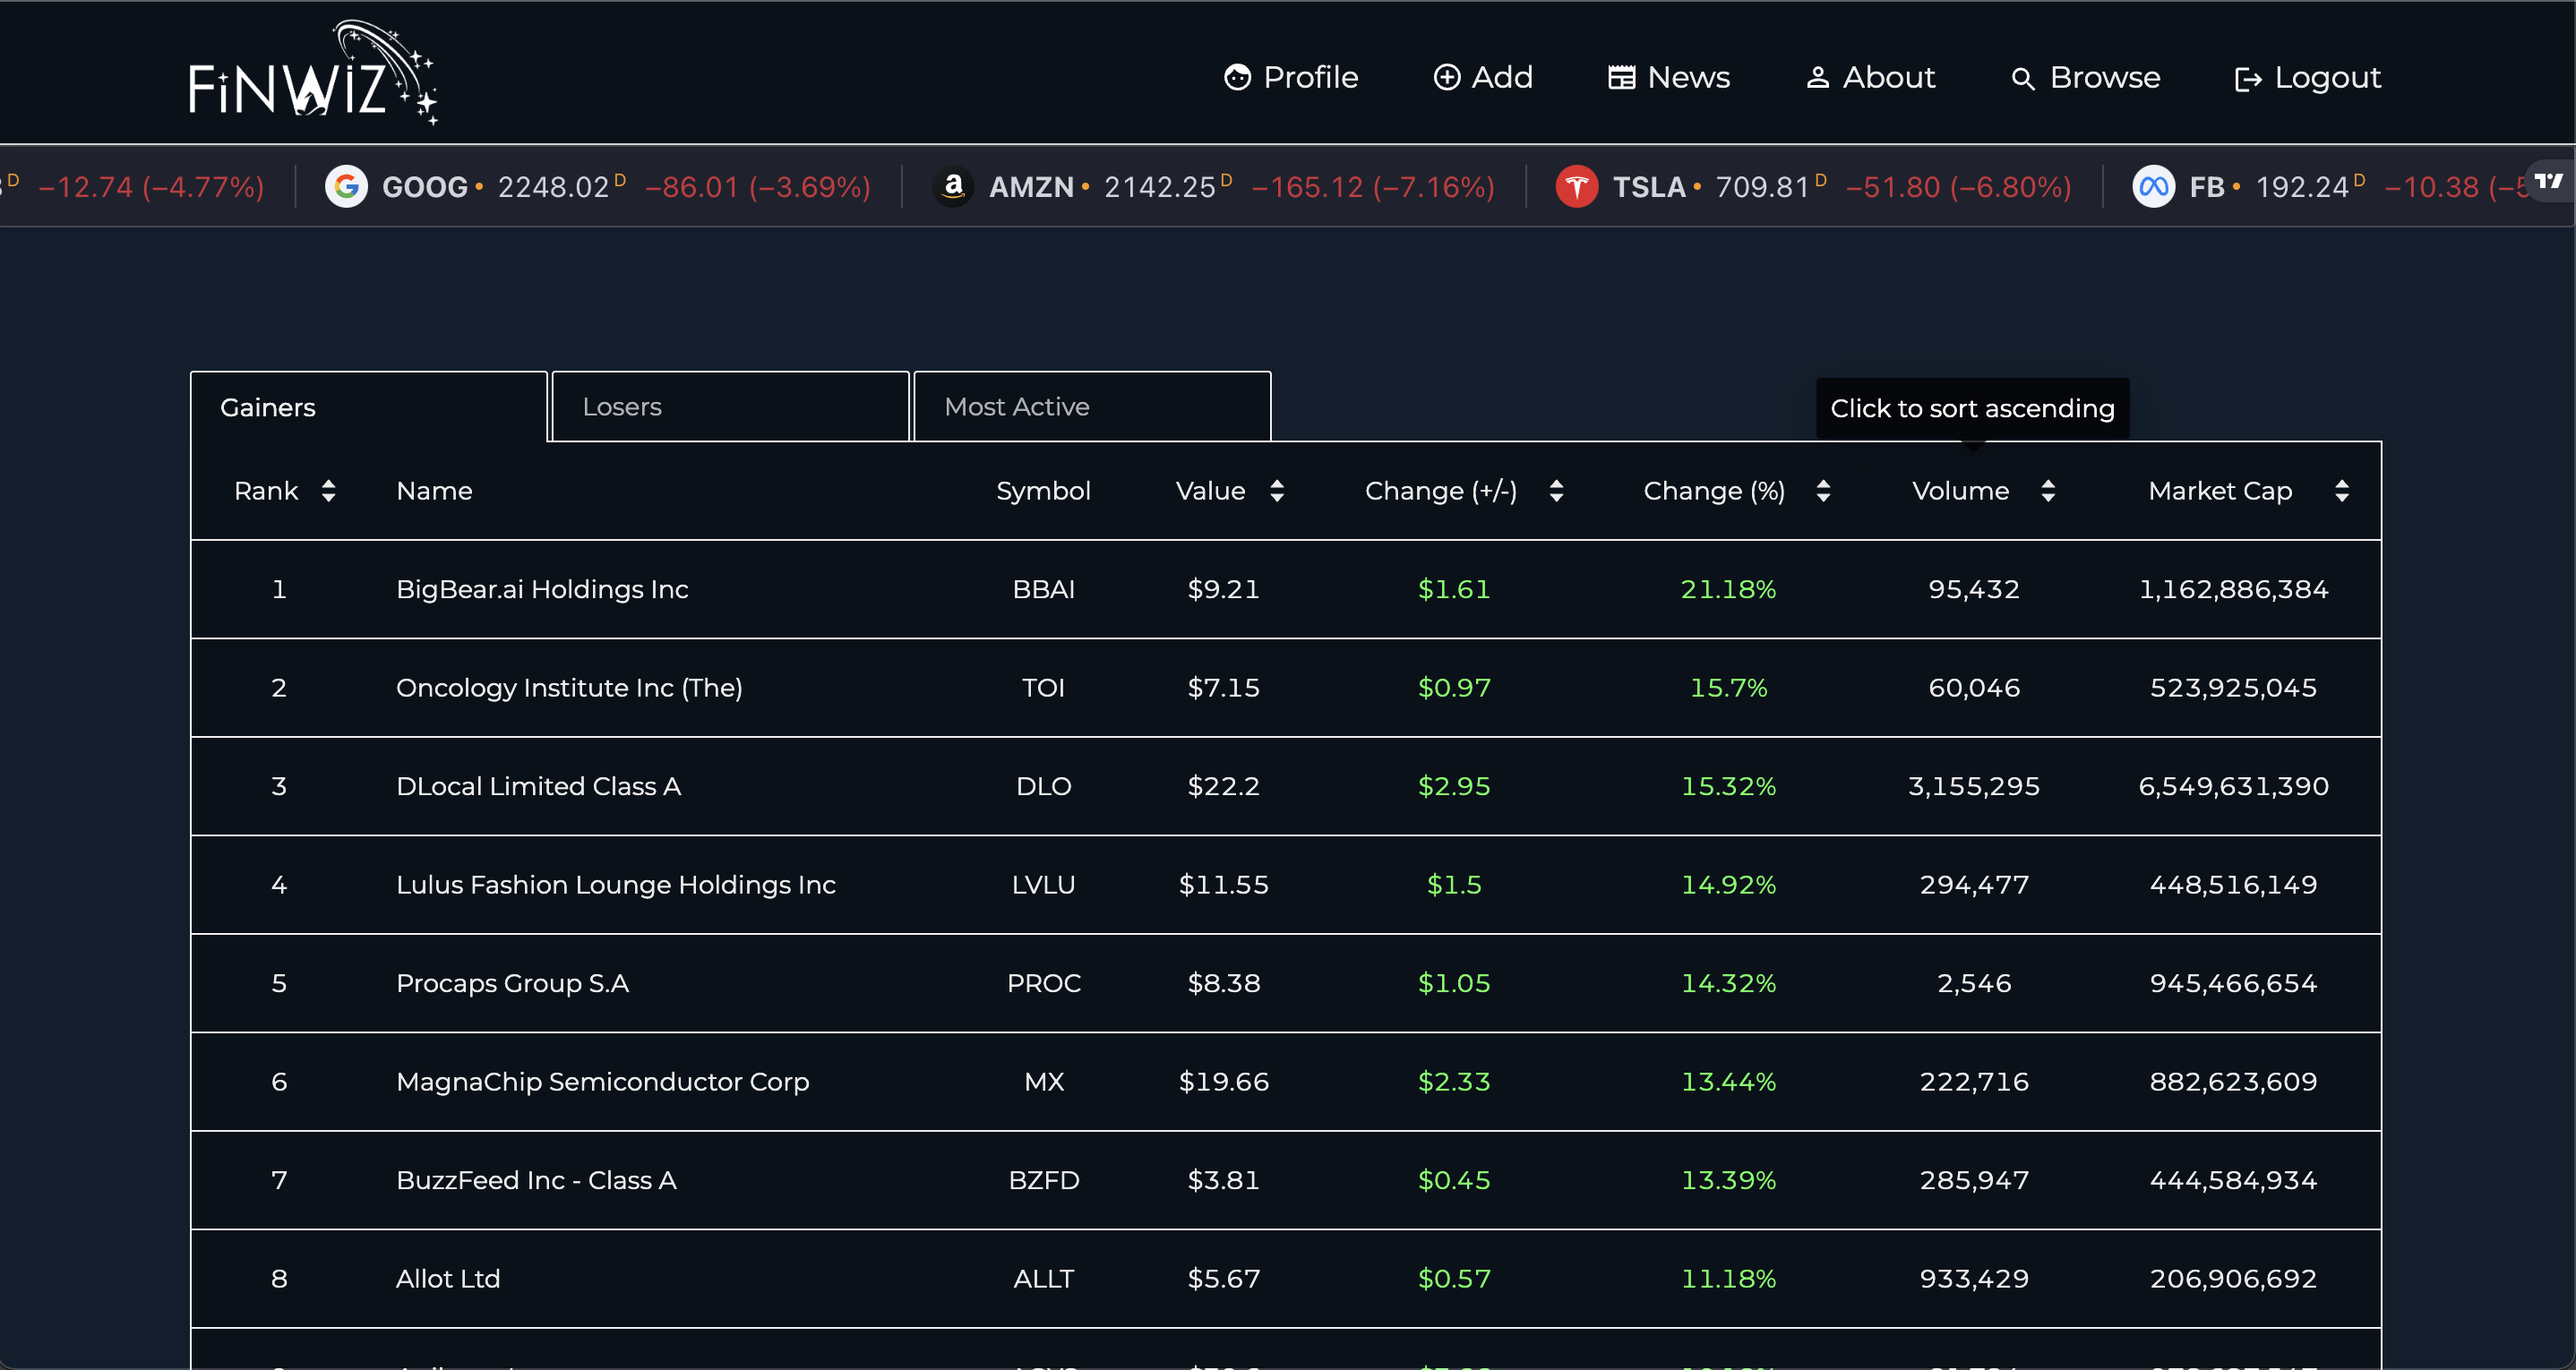 FiNWiZ
Profile Add News About Browse Logout
D −12.74 (−4.77%) GOOG • 2248.02 D −86.01 (−3.69%) a AMZN • 2142.25 D −165.12 (−7.16%) TSLA • 709.81 D −51.80 (−6.80%) FB • 192.24 D −10.38
Gainers Losers Most Active Click to sort ascending
Rank Name Symbol Value Change (+/-) Change (%) Volume Market Cap
1 BigBear.ai Holdings Inc BBAI $9.21 $1.61 21.18% 95,432 1,162,886,384
2 Oncology Institute Inc (The) TOI $7.15 $0.97 15.7% 60,046 523,925,045
3 DLocal Limited Class A DLO $22.2 $2.95 15.32% 3,155,295 6,549,631,390
4 Lulus Fashion Lounge Holdings Inc LVLU $11.55 $1.5 14.92% 294,477 448,516,149
5 Procaps Group S.A PROC $8.38 $1.05 14.32% 2,546 945,466,654
6 MagnaChip Semiconductor Corp MX $19.66 $2.33 13.44% 222,716 882,623,609
7 BuzzFeed Inc - Class A BZFD $3.81 $0.45 13.39% 285,947 444,584,934
8 Allot Ltd ALLT $5.67 $0.57 11.18% 933,429 206,906,692